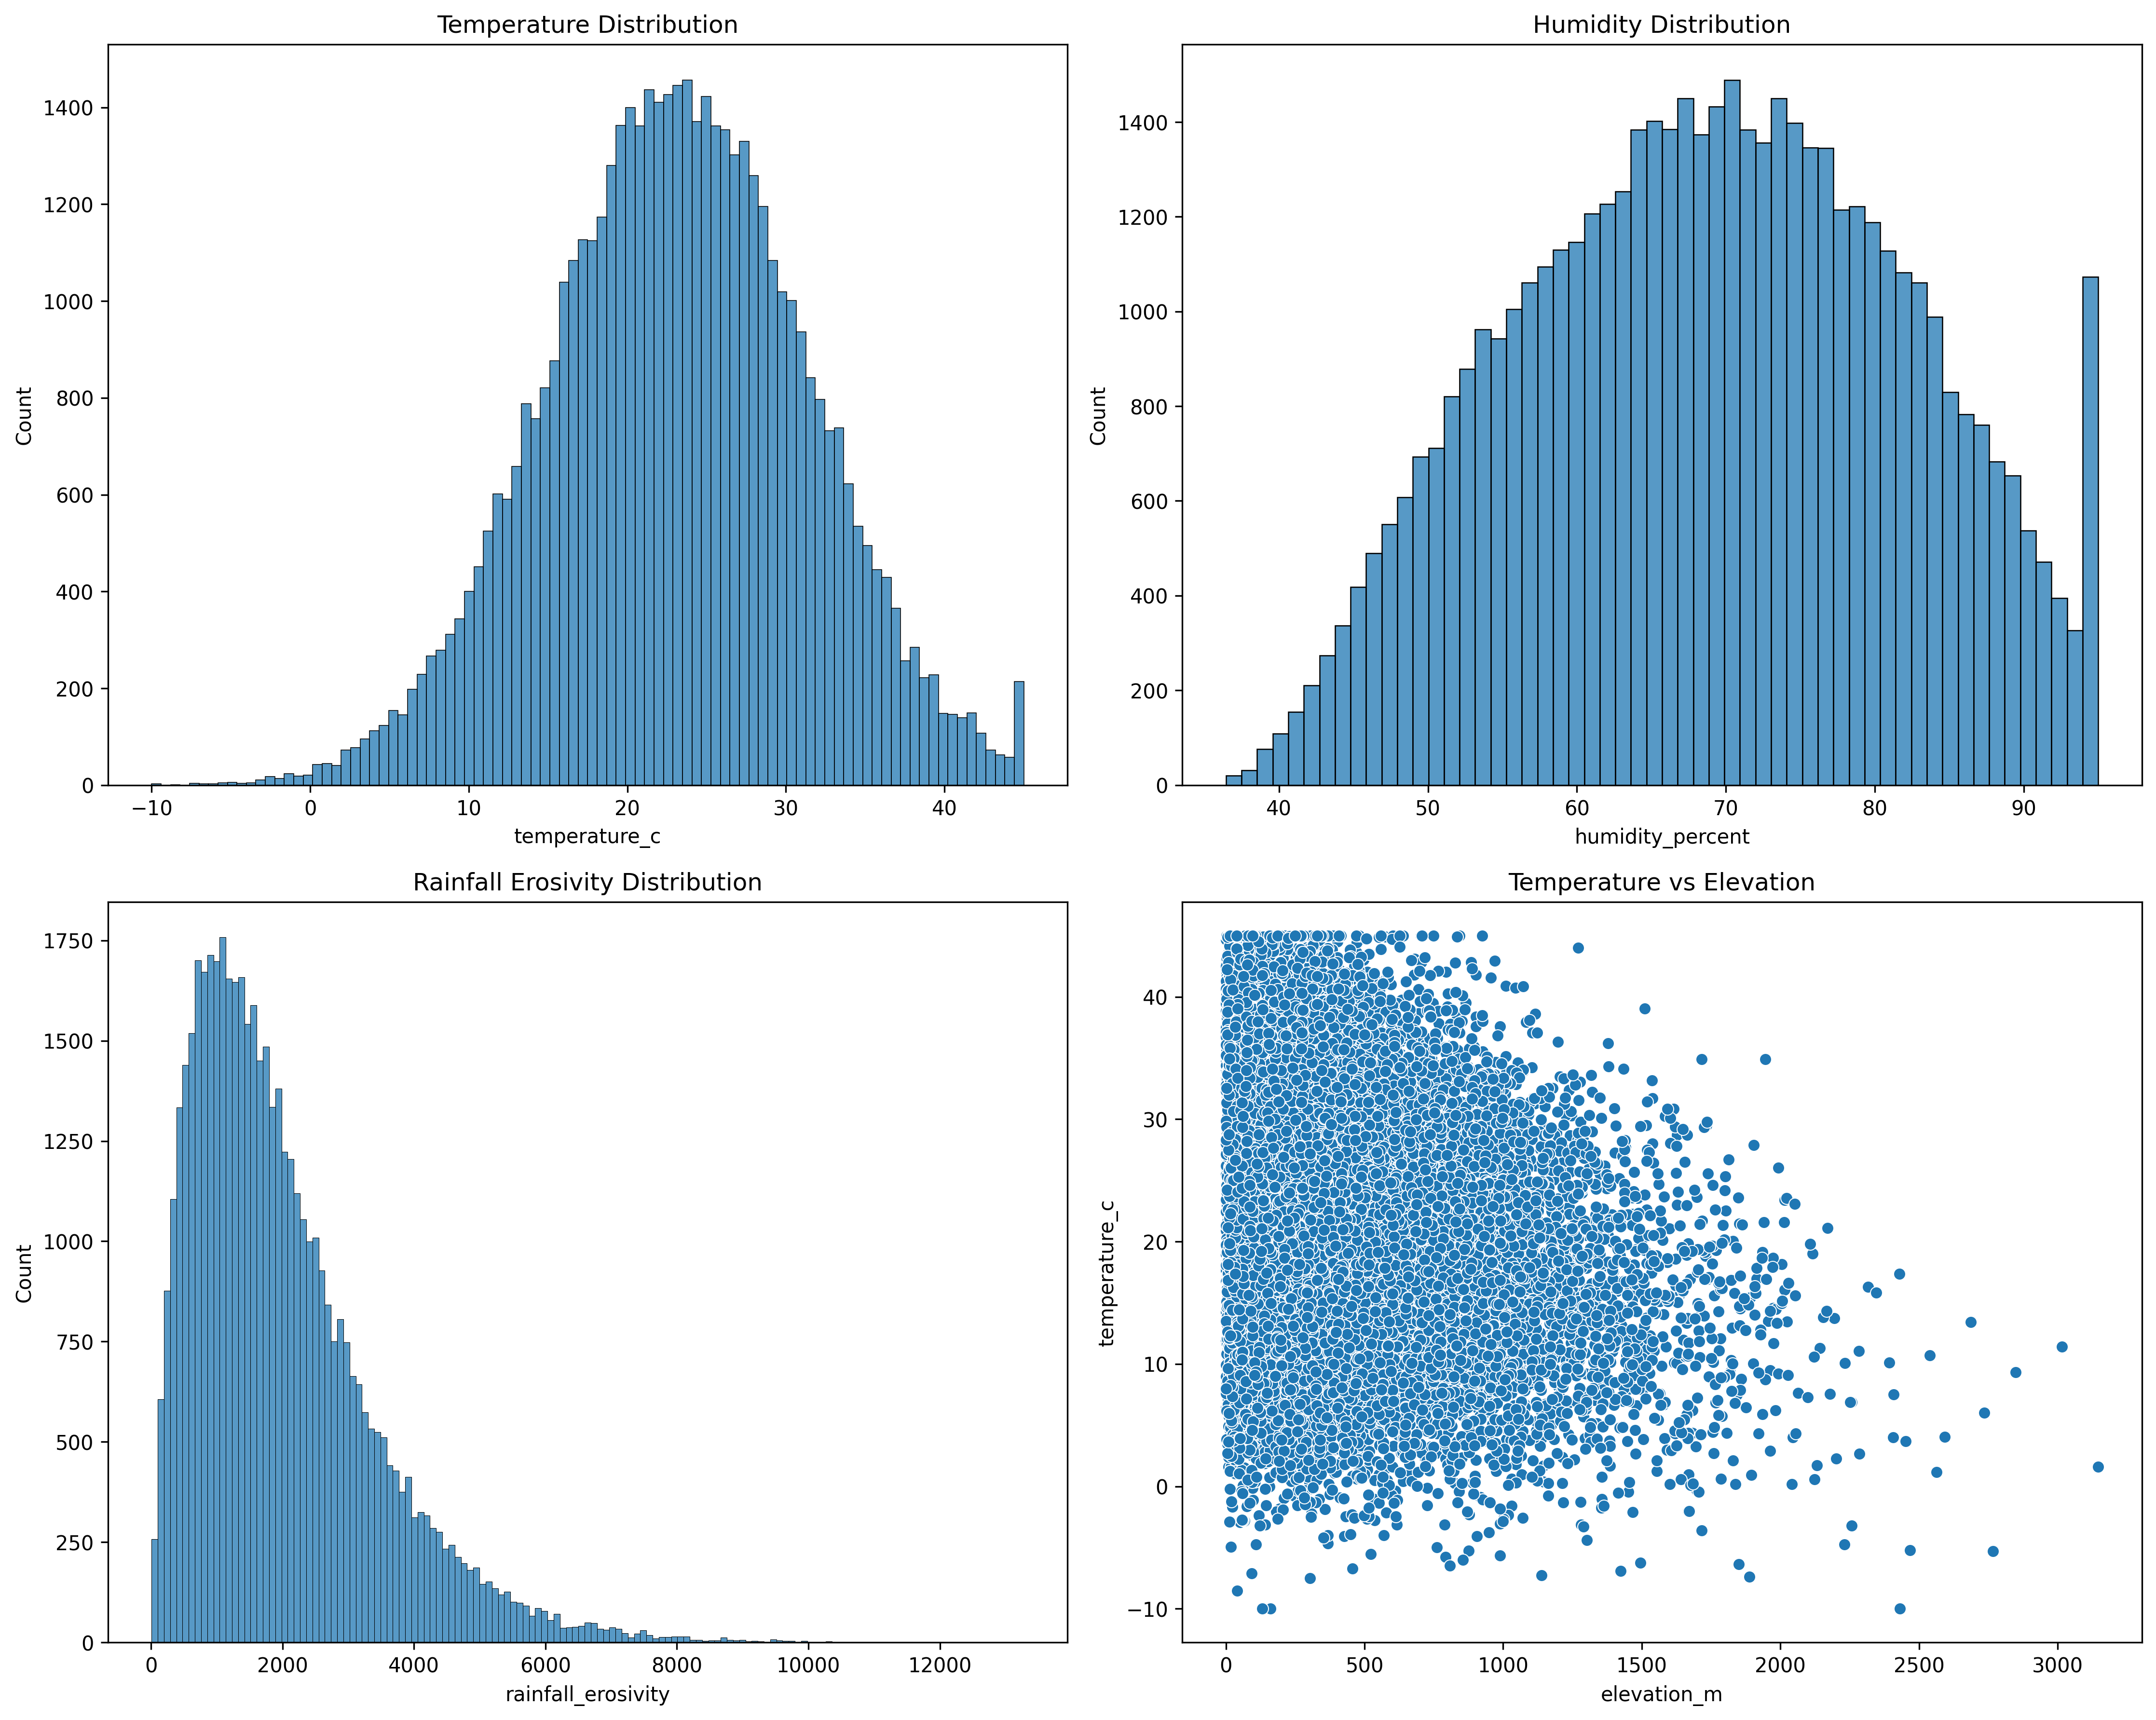 Temperature Distribution
Count
1400
1200
1000
800
600
400
200
0
−10 0 10 20 30 40
temperature_c
Humidity Distribution
Count
1400
1200
1000
800
600
400
200
0
40 50 60 70 80 90
humidity_percent
Rainfall Erosivity Distribution
Count
1750
1500
1250
1000
750
500
250
0
0 2000 4000 6000 8000 10000 12000
rainfall_erosivity
Temperature vs Elevation
temperature_c
40
30
20
10
0
−10
0 500 1000 1500 2000 2500 3000
elevation_m